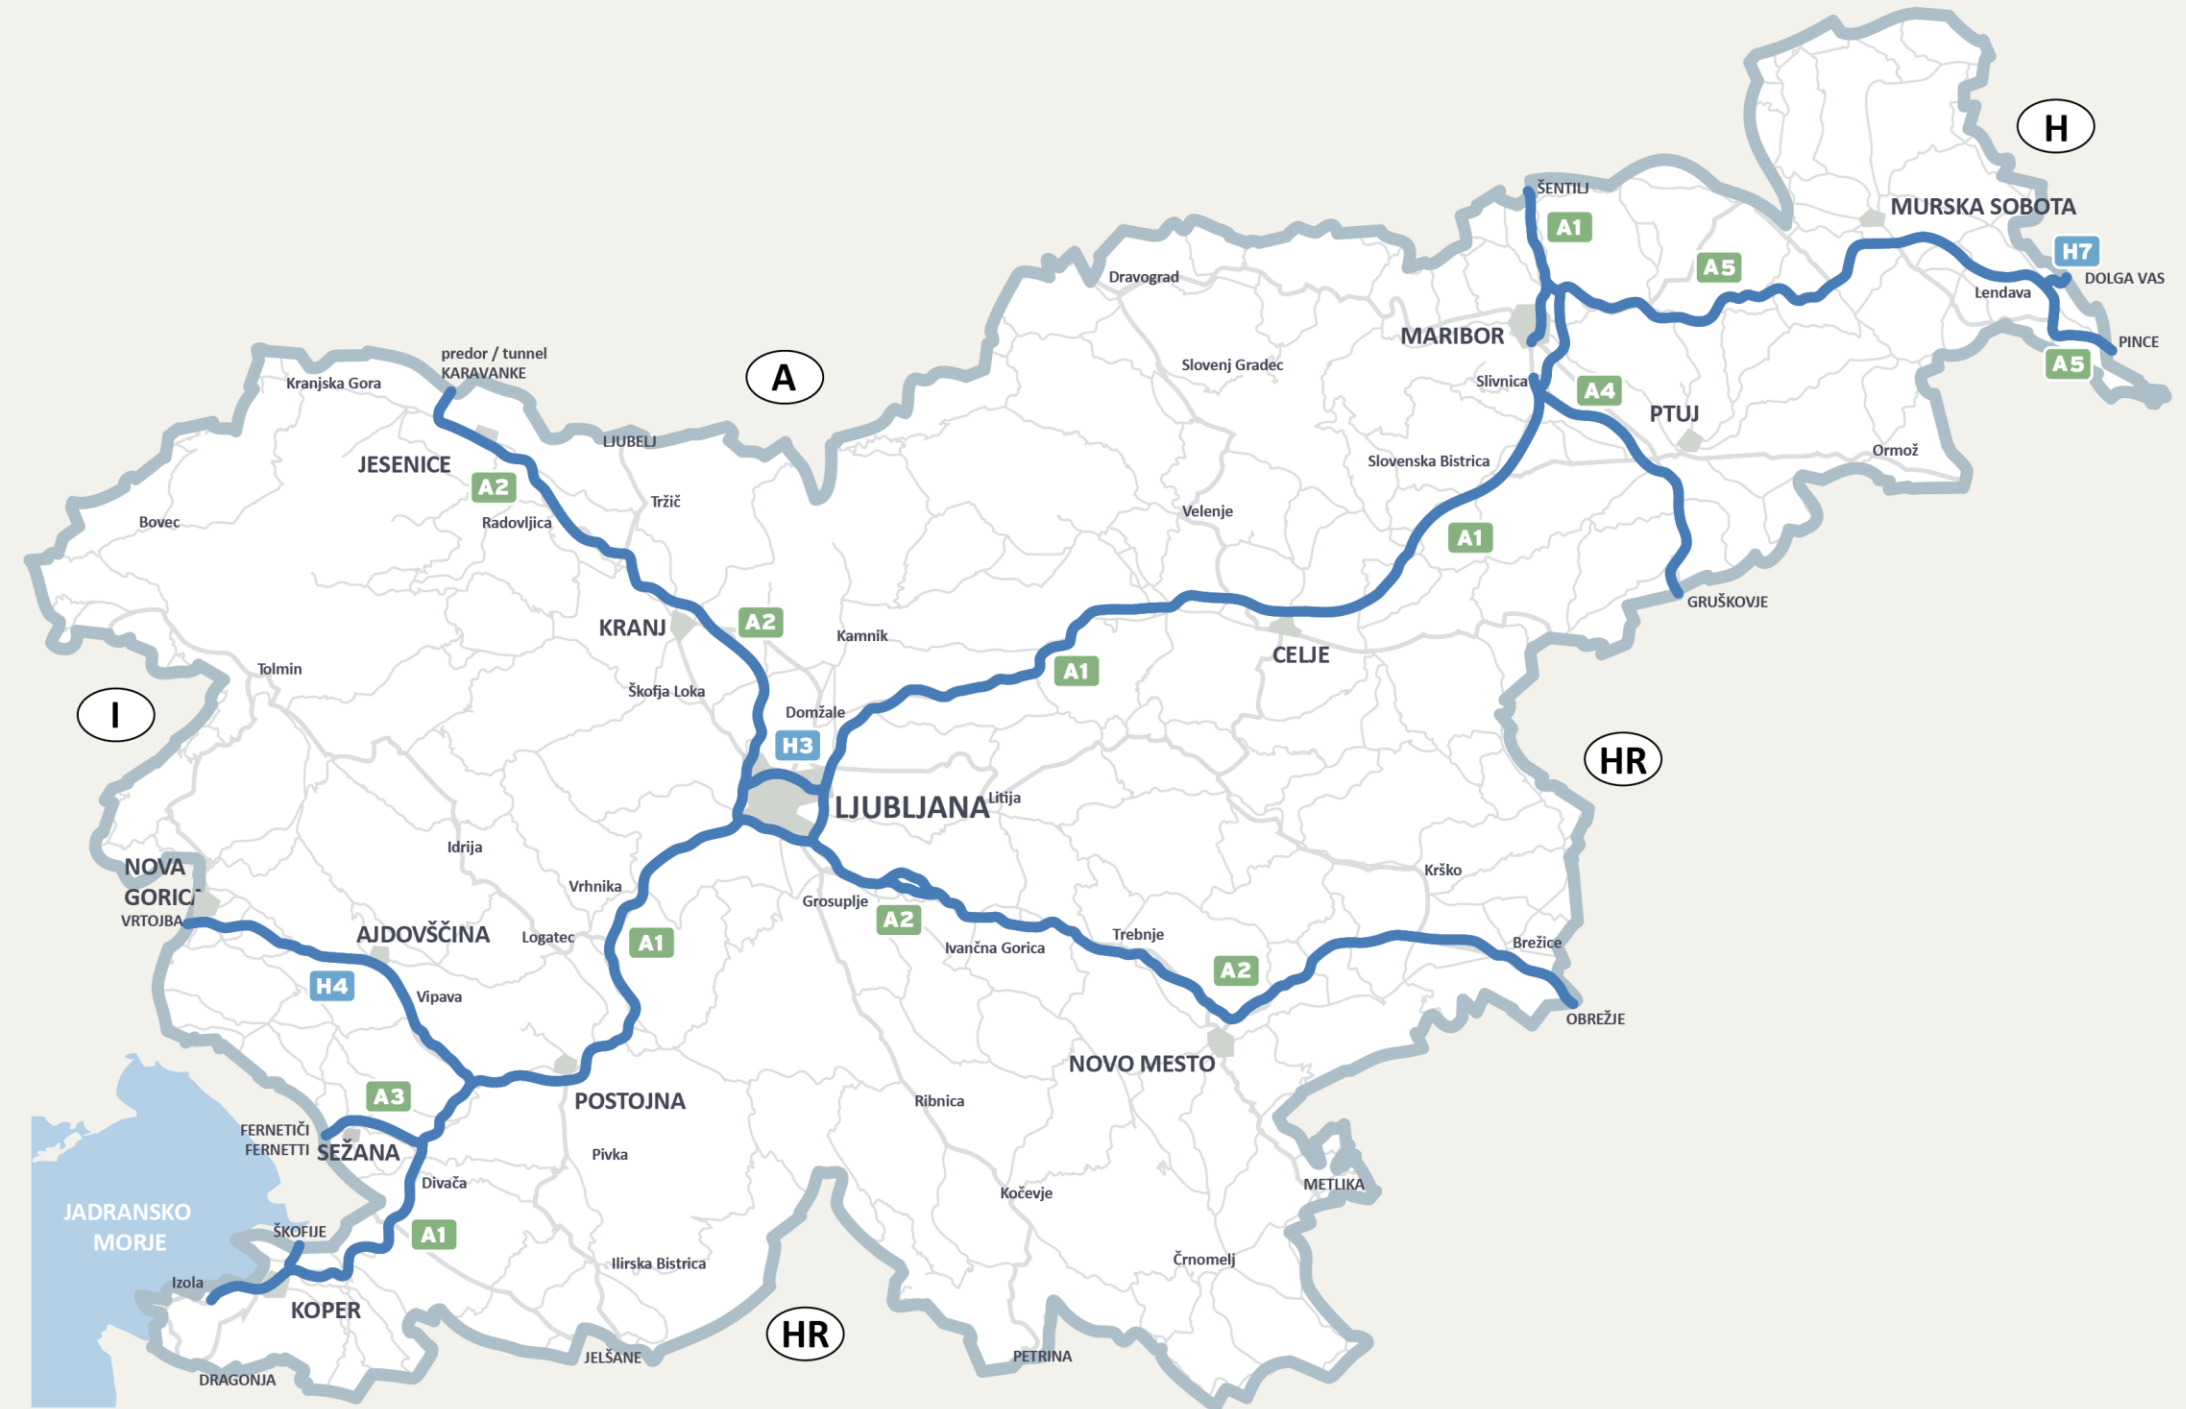 H
ŠENTILJ
MURSKA SOBOTA
A1
H7
A5
DOLGA VAS
Dravograd
Lendava
MARIBOR
PINCE
predor / tunnel
KARAVANKE
A5
Slovenj Gradec
A
Kranjska Gora
Slivnica
A4
PTUJ
LJUBELJ
Ormož
JESENICE
Slovenska Bistrica
A2
Tržič
Velenje
Bovec
Radovljica
A1
GRUŠKOVJE
A2
KRANJ
Kamnik
CELJE
Tolmin
A1
Škofja Loka
I
Domžale
H3
HR
LJUBLJANA
Litija
Idrija
NOVA
GORICA
VRTOJBA
Krško
Vrhnika
Grosuplje
A2
AJDOVŠČINA
Logatec
A1
Ivančna Gorica
Trebnje
Brežice
A2
H4
Vipava
OBREŽJE
NOVO MESTO
A3
POSTOJNA
Ribnica
FERNETIČI
FERNETTI
SEŽANA
Pivka
Divača
METLIKA
Kočevje
JADRANSKO
MORJE
ŠKOFIJE
A1
Ilirska Bistrica
Črnomelj
Izola
KOPER
HR
JELŠANE
PETRINA
DRAGONJA